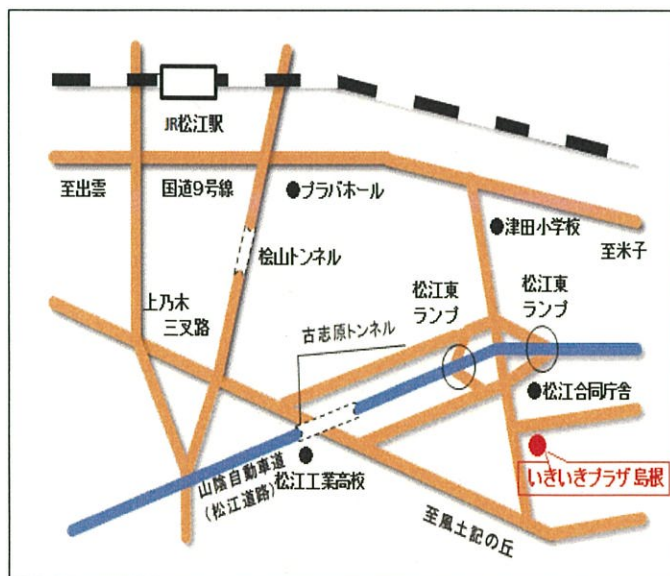 JR松江駅
至出雲
国道9号線
プラバホール
津田小学校
至米子
桧山トンネル
上乃木
三叉路
松江東
ランプ
松江東
ランプ
古志原トンネル
松江合同庁舎
いきいきプラザ島根
山陰自動車道
(松江道路)
松江工業高校
至風土記の丘